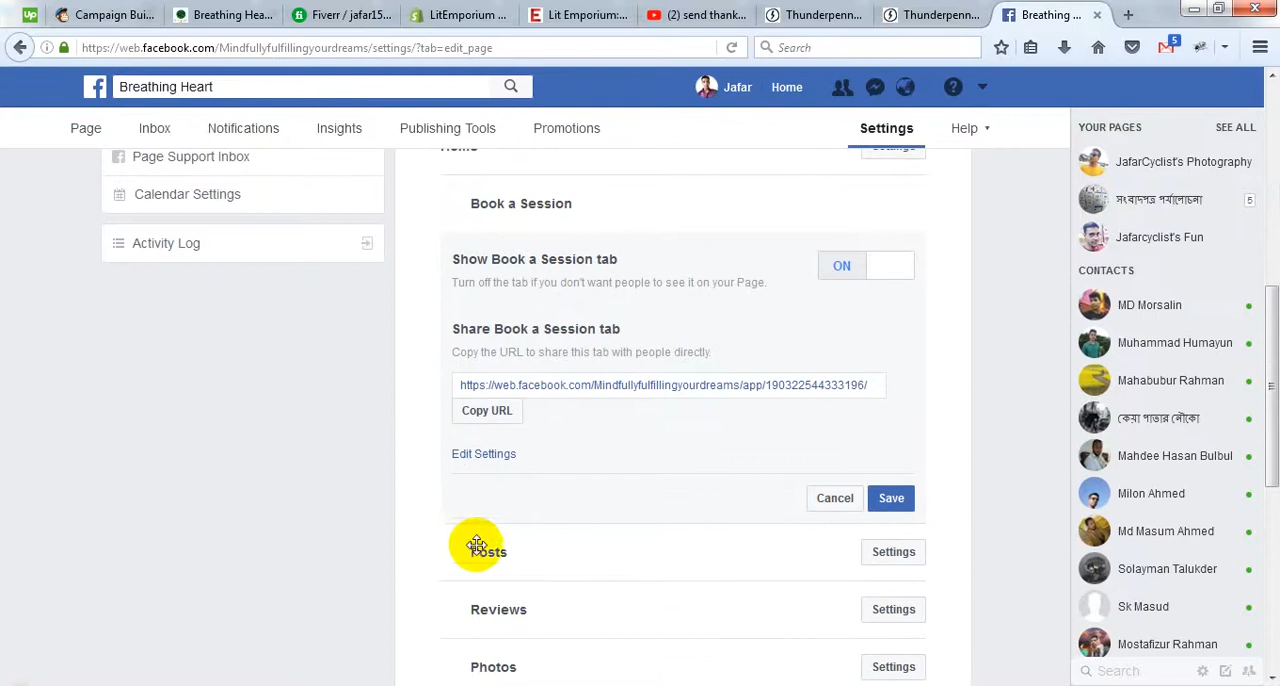 Campaign Bui...
Breathing Hea...
Fiverr / jafar15...
LitEmporium ...
Lit Emporium:...
(2) send thank...
Thunderpenn...
Thunderpenn...
Breathing ...
https://web.facebook.com/Mindfullyfulfillingyourdreams/settings/?tab=edit_page
Search
5
Breathing Heart
Jafar
Home
Page
Inbox
Notifications
Insights
Publishing Tools
Promotions
Settings
Help
Page Support Inbox
Calendar Settings
Activity Log
Home
Settings
Book a Session
Show Book a Session tab
ON
Turn off the tab if you don't want people to see it on your Page.
Share Book a Session tab
Copy the URL to share this tab with people directly.
https://web.facebook.com/Mindfullyfulfillingyourdreams/app/190322544333196/
Copy URL
Edit Settings
Cancel
Save
Posts
Settings
Reviews
Settings
Photos
Settings
YOUR PAGES
SEE ALL
JafarCyclist's Photography
সংবাদপত্র পর্যালোচনা
5
Jafarcyclist's Fun
CONTACTS
MD Morsalin
Muhammad Humayun
Mahabubur Rahman
কেয়া পাতার নৌকো
Mahdee Hasan Bulbul
Milon Ahmed
Md Masum Ahmed
Solayman Talukder
Sk Masud
Mostafizur Rahman
Search